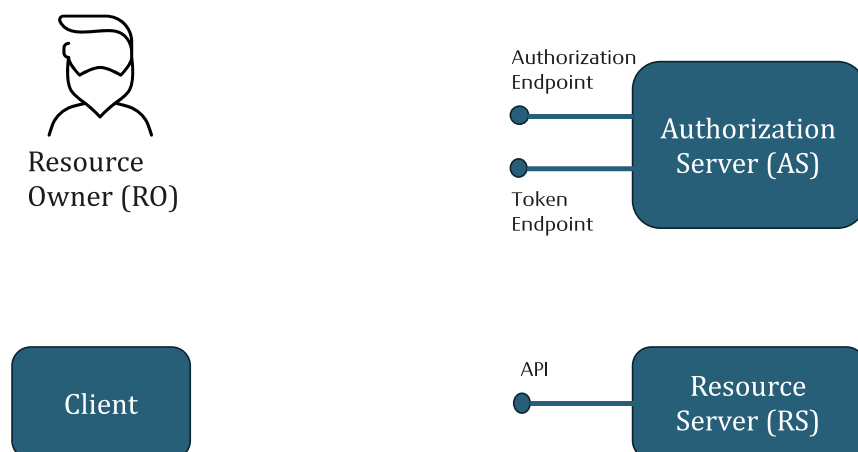 Resource
Owner (RO)
Authorization
Endpoint
Authorization
Server (AS)
Token
Endpoint
Client
API
Resource
Server (RS)